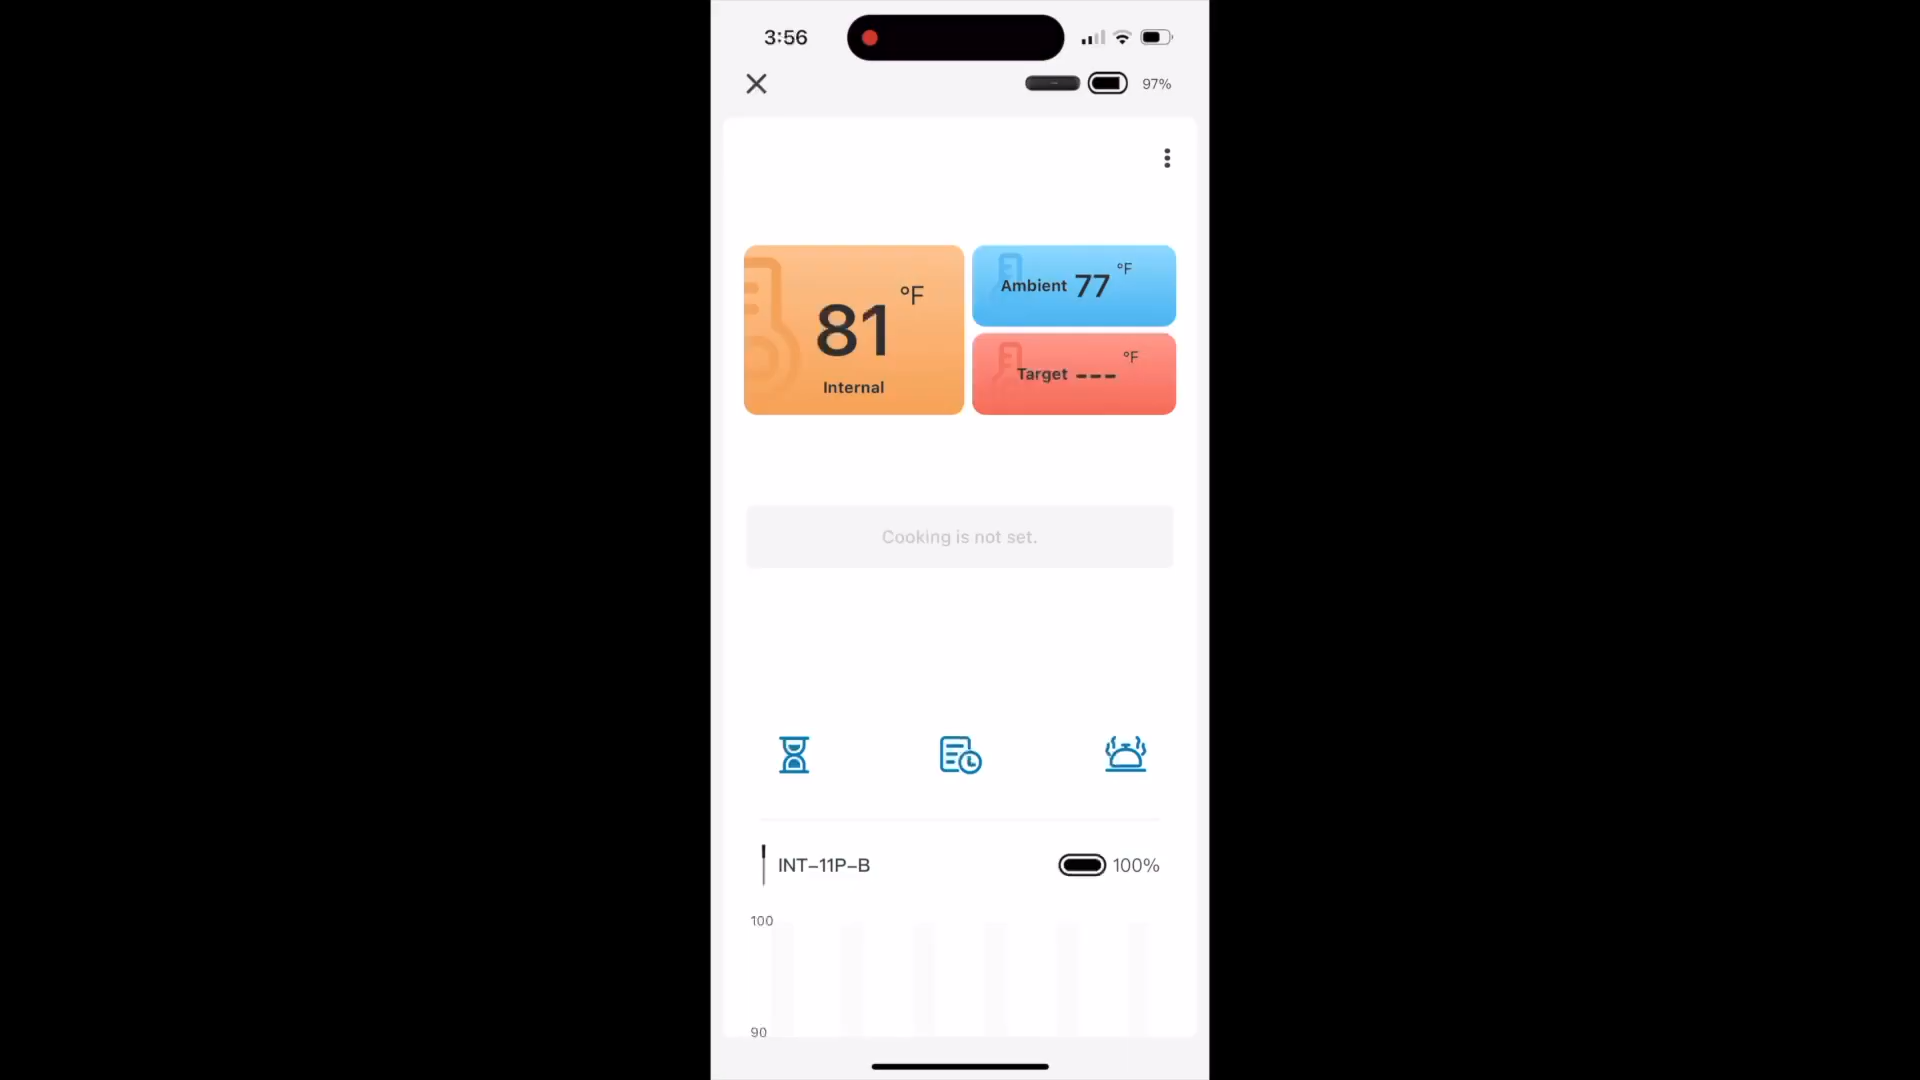 3:56
97%
81 °F
Internal
Ambient 77 °F
Target --- °F
Cooking is not set.
INT-11P-B
100%
100
90